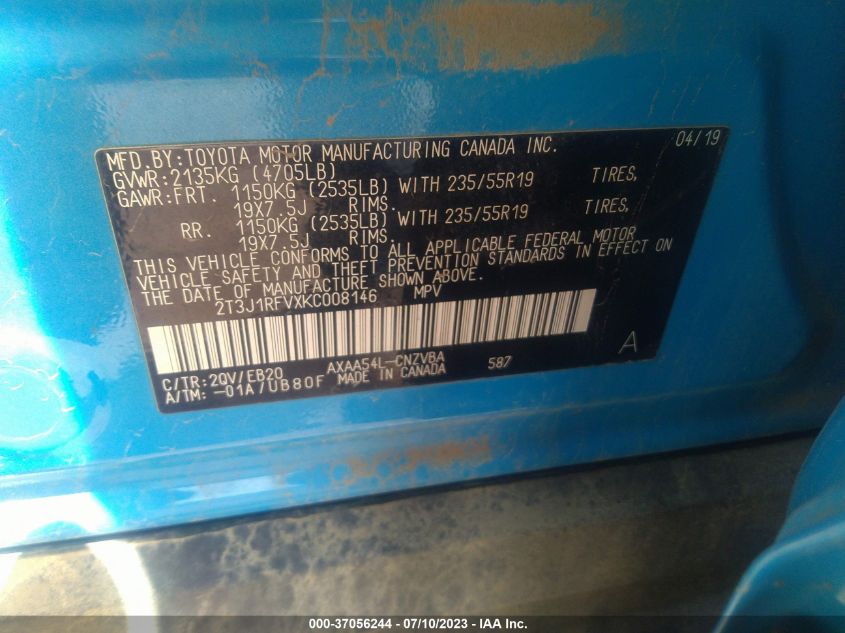 MFD.BY:TOYOTA MOTOR MANUFACTURING CANADA INC. 04/19
GVWR:2135KG (4705LB)
GAWR:FRT. 1150KG (2535LB) WITH 235/55R19 TIRES,
19X7.5J RIMS.
RR. 1150KG (2535LB) WITH 235/55R19 TIRES,
19X7.5J RIMS.
THIS VEHICLE CONFORMS TO ALL APPLICABLE FEDERAL MOTOR
VEHICLE SAFETY AND THEFT PREVENTION STANDARDS IN EFFECT ON
THE DATE OF MANUFACTURE SHOWN ABOVE.
2T3J1RFVXKC008146 MPV
A
C/TR:2QV/EB20 AXAA54L-CNZVBA 587
A/TM:-01A/UB80F MADE IN CANADA
000-37056244 - 07/10/2023 - IAA Inc.